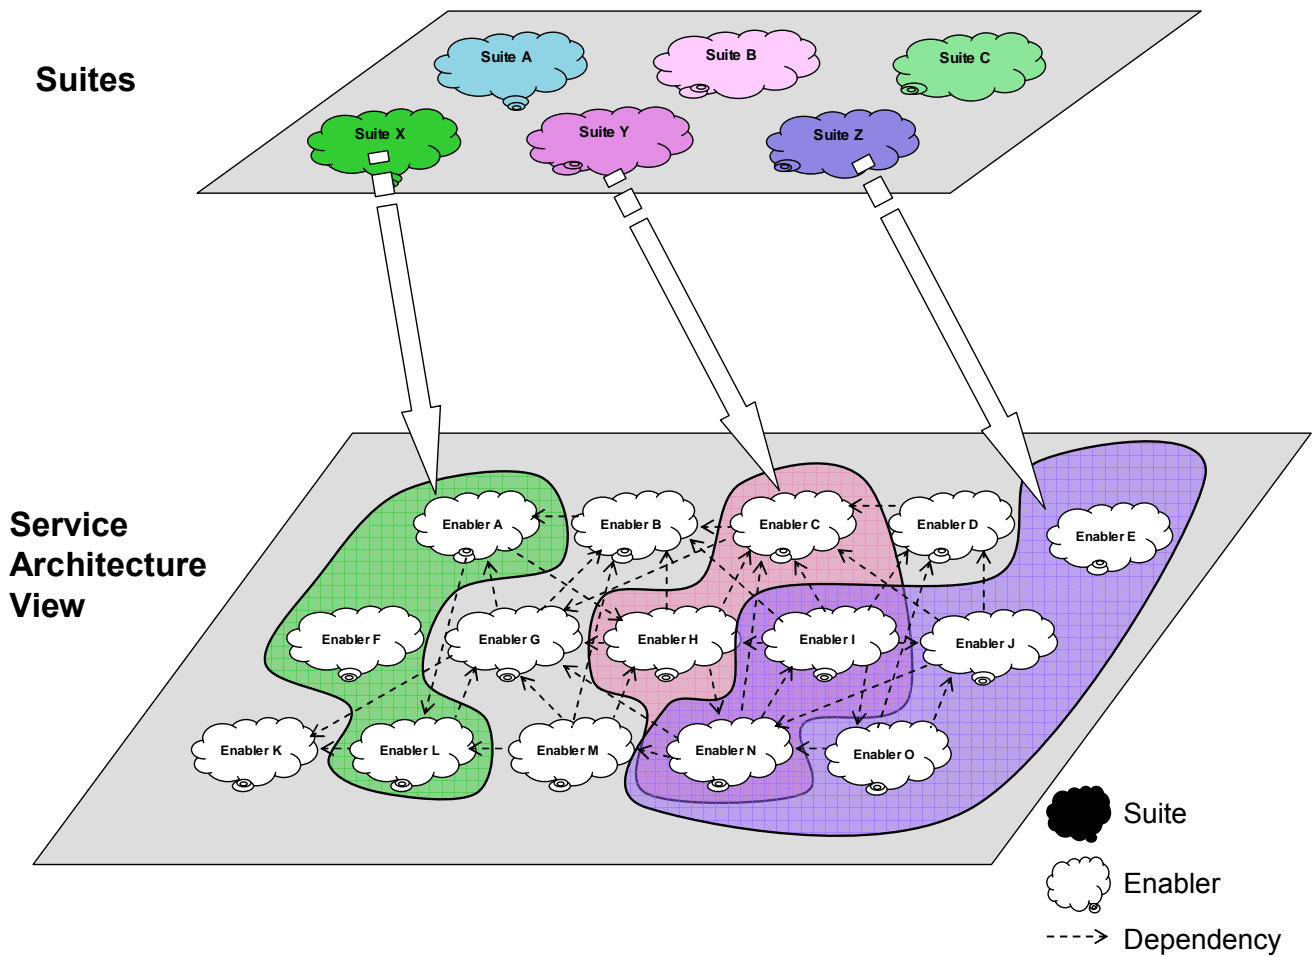 Suites
Suite A
Suite B
Suite C
Suite X
Suite Y
Suite Z
Service
Architecture
View
Enabler A
Enabler B
Enabler C
Enabler D
Enabler E
Enabler F
Enabler G
Enabler H
Enabler I
Enabler J
Enabler K
Enabler L
Enabler M
Enabler N
Enabler O
Suite
Enabler
Dependency